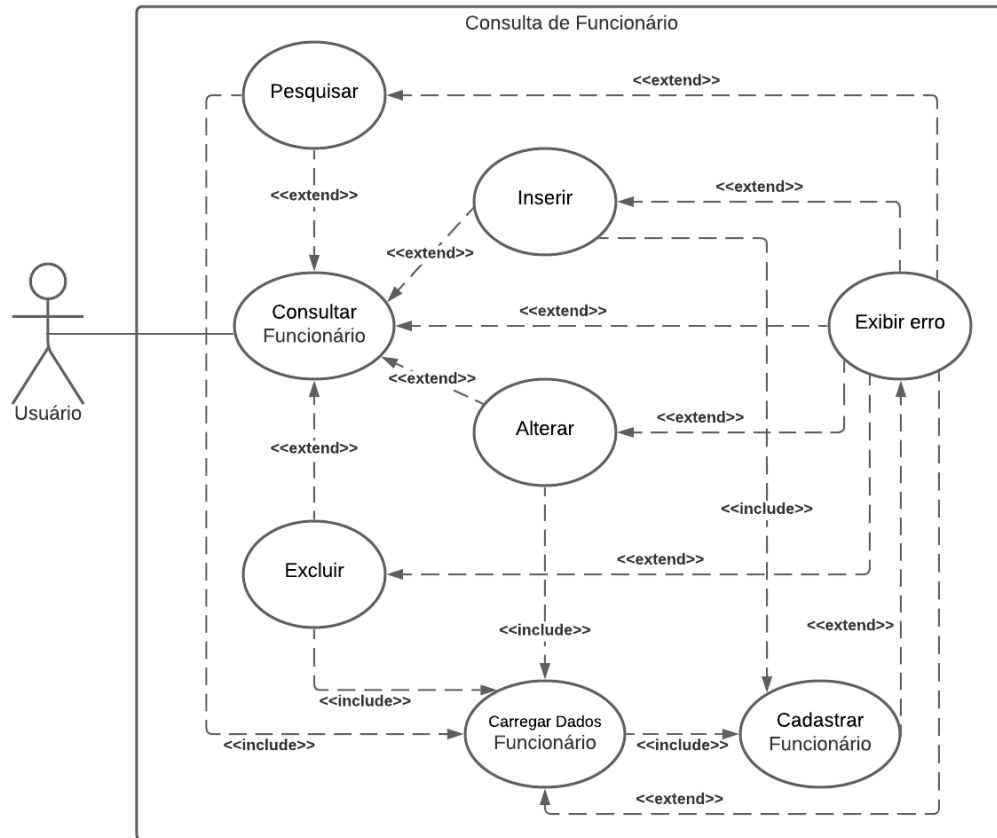 Consulta de Funcionário
Pesquisar
<<extend>>
<<extend>>
Inserir
<<extend>>
<<extend>>
Consultar
Funcionário
<<extend>>
Exibir erro
Usuário
<<extend>>
Alterar
<<extend>>
<<extend>>
<<include>>
Excluir
<<extend>>
<<include>>
<<extend>>
<<include>>
Carregar Dados
Funcionário
Cadastrar
Funcionário
<<include>>
<<include>>
<<extend>>